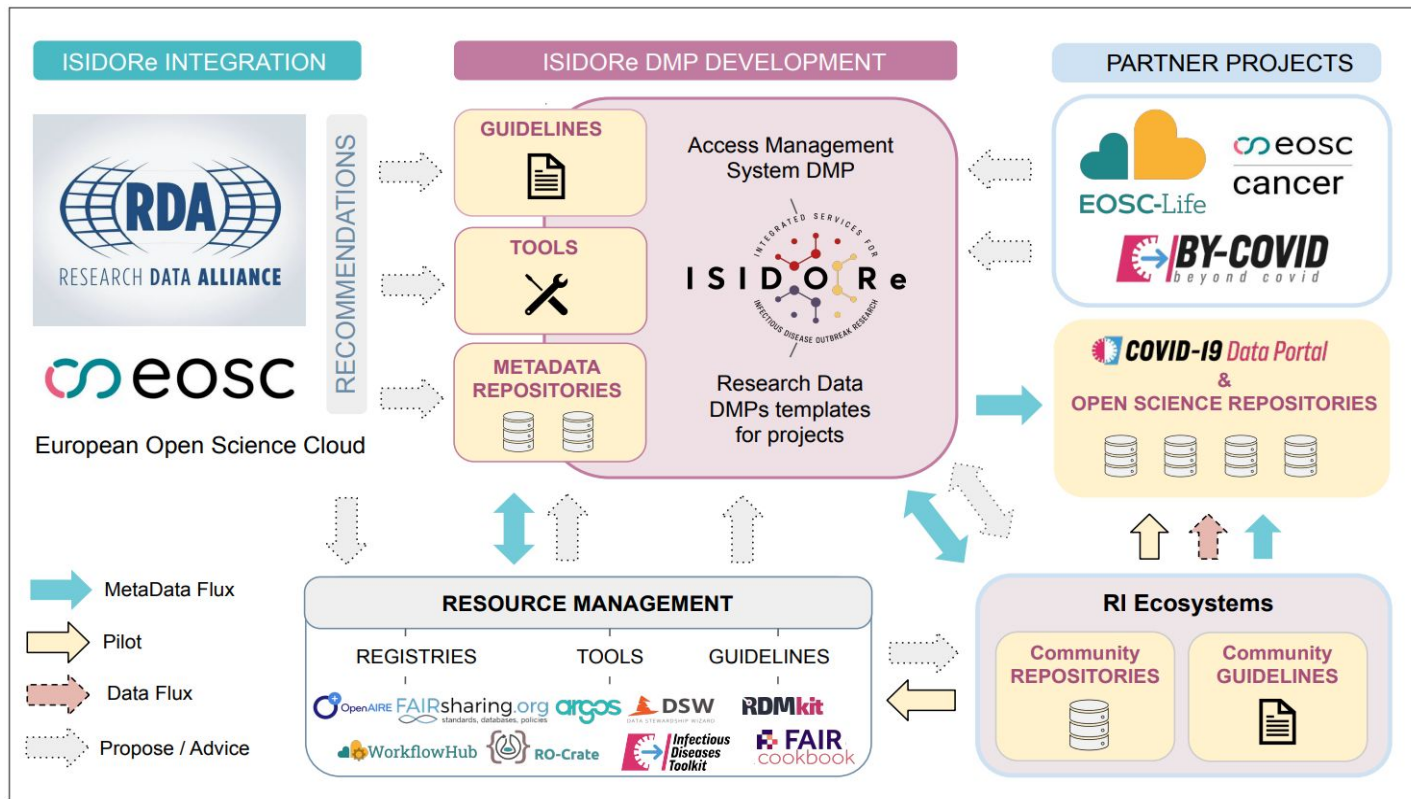 ISIDORe INTEGRATION
RDA
RESEARCH DATA ALLIANCE
eosc
European Open Science Cloud
RECOMMENDATIONS
ISIDORe DMP DEVELOPMENT
GUIDELINES
TOOLS
METADATA
REPOSITORIES
Access Management
System DMP
INTEGRATED SERVICES FOR
ISIDORe
INFECTIOUS DISEASE OUTBREAK RESEARCH
Research Data
DMPs templates
for projects
PARTNER PROJECTS
EOSC-Life
eosc
cancer
BY-COVID
beyond covid
COVID-19 Data Portal
&
OPEN SCIENCE REPOSITORIES
MetaData Flux
Pilot
Data Flux
Propose / Advice
RESOURCE MANAGEMENT
REGISTRIES
TOOLS
GUIDELINES
OpenAIRE
FAIRsharing.org
standards, databases, policies
argos
DSW
DATA STEWARDSHIP WIZARD
RDMkit
WorkflowHub
RO-Crate
Infectious
Diseases
Toolkit
FAIR
cookbook
RI Ecosystems
Community
REPOSITORIES
Community
GUIDELINES